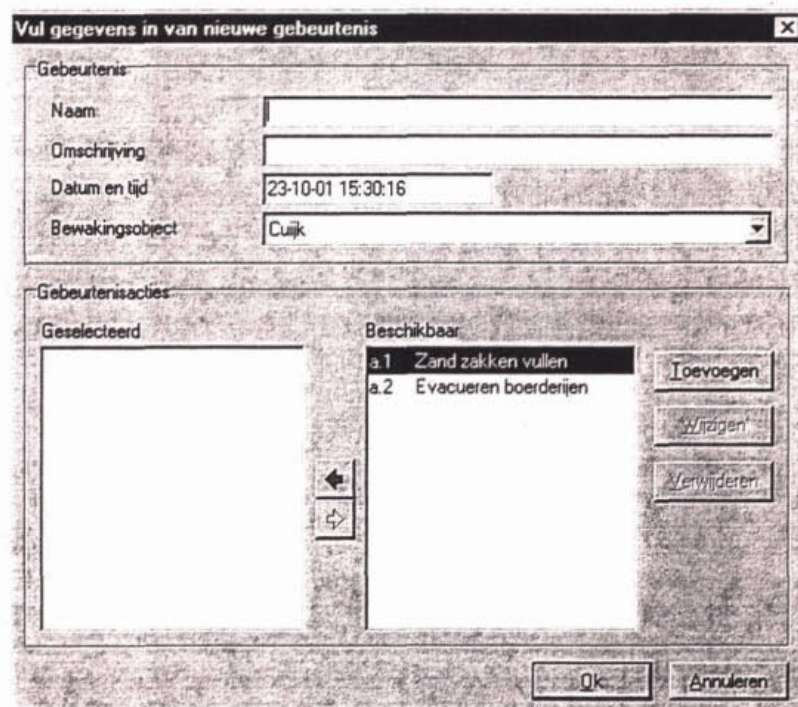 Vul gegevens in van nieuwe gebeurtenis
Gebeurtenis
Naam:
Omschrijving
Datum en tijd
23-10-01 15:30:16
Bewakingsobject
Cuijk
Gebeurtenisacties
Geselecteerd
Beschikbaar
a.1 Zand zakken vullen
a.2 Evacueren boerderijen
Toevoegen
Wijzigen
Verwijderen
Ok
Annuleren